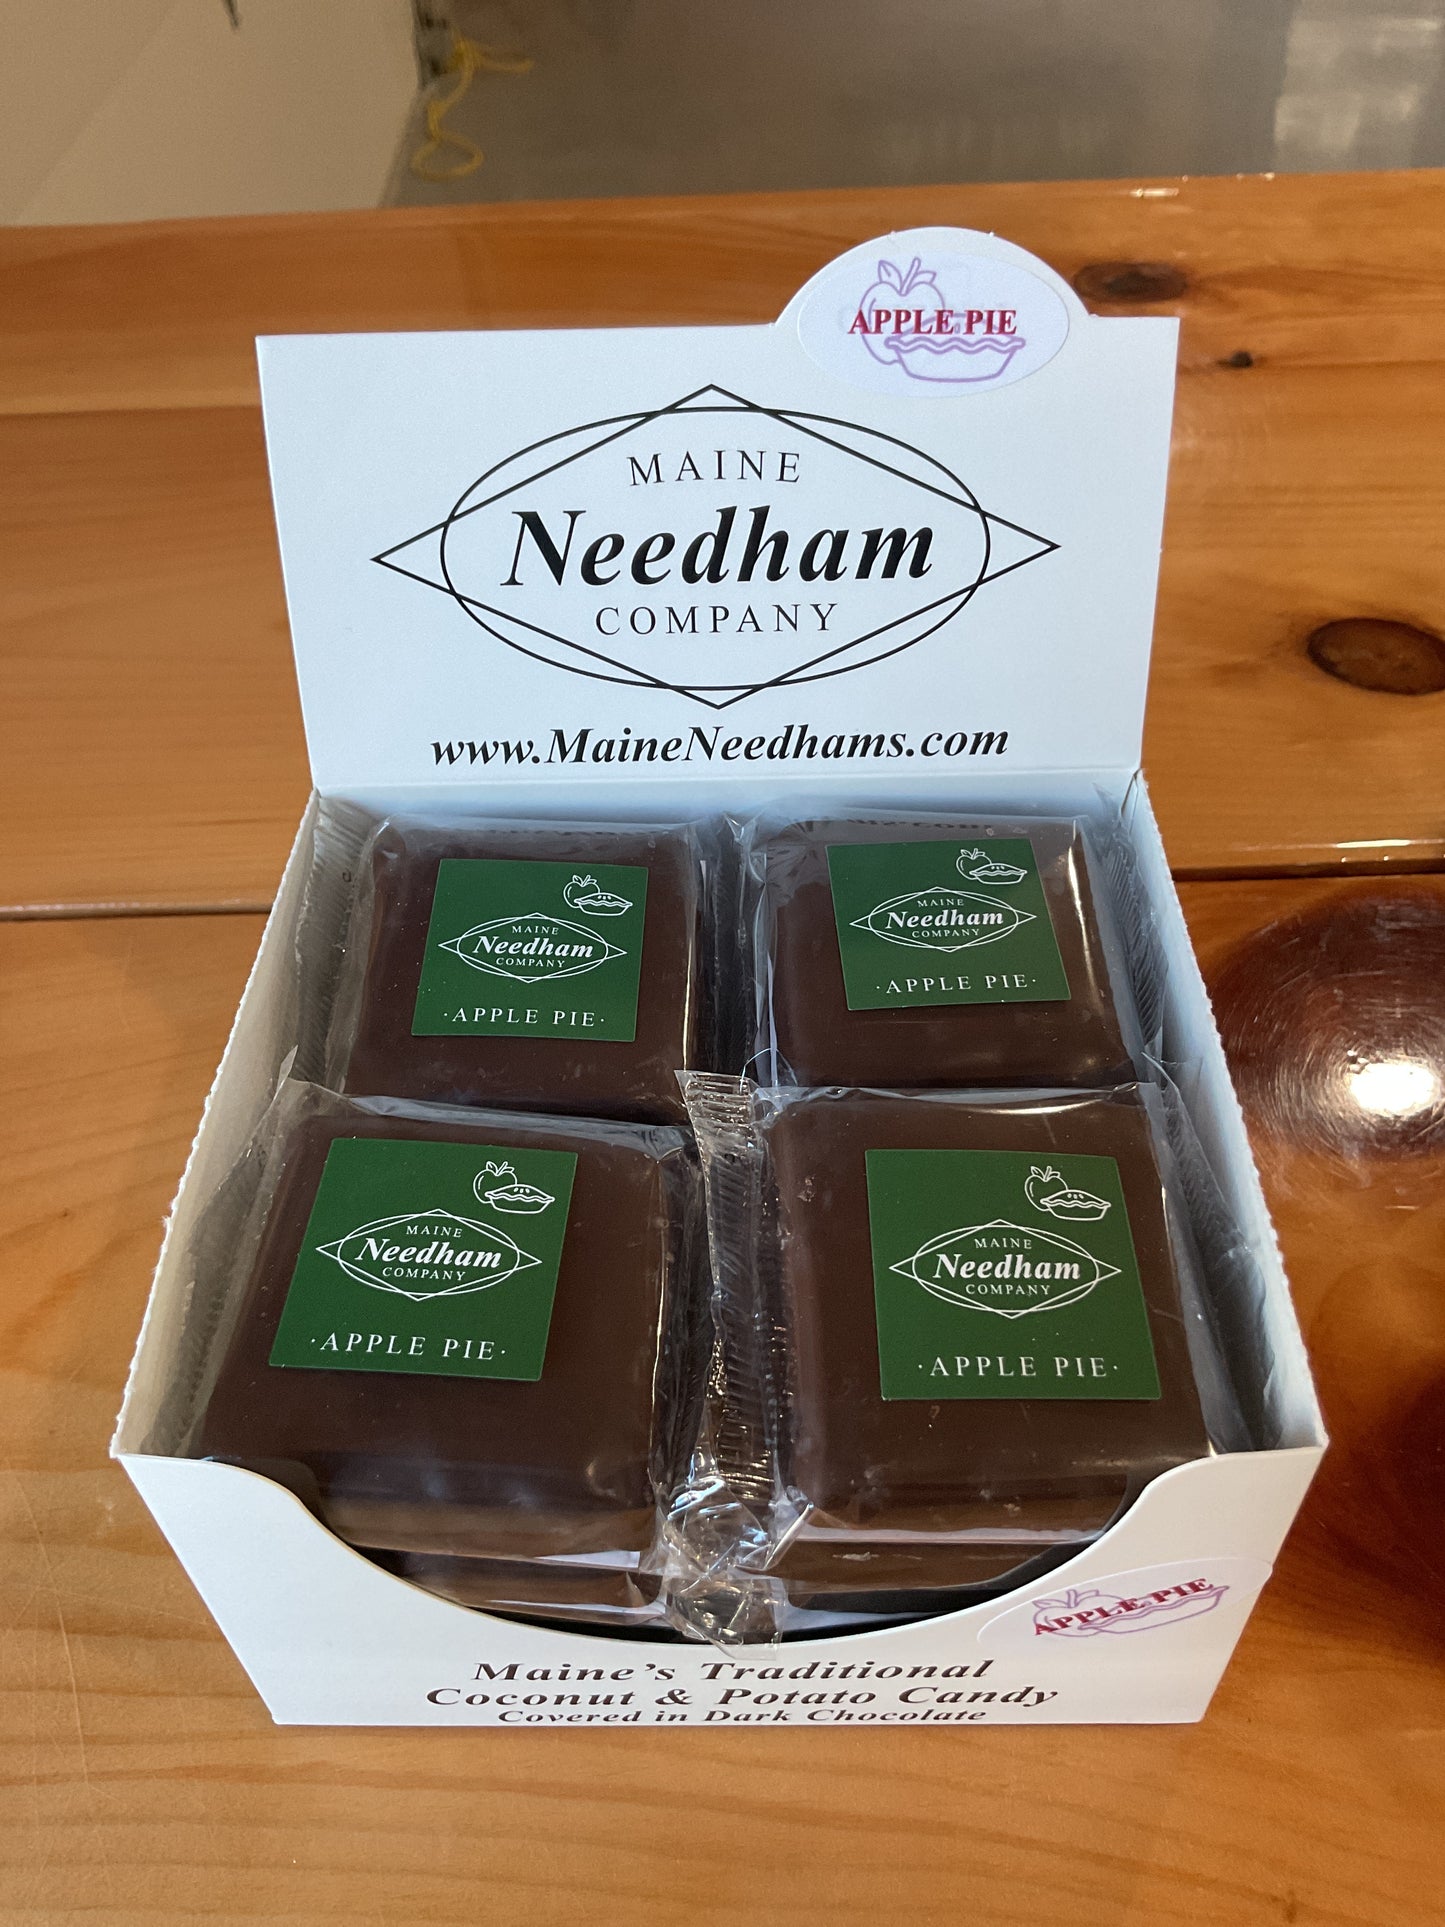 APPLE PIE
MAINE
Needham
COMPANY
www.MaineNeedhams.com
MAINE
Needham
COMPANY
·APPLE PIE·
MAINE
Needham
COMPANY
·APPLE PIE·
MAINE
Needham
COMPANY
·APPLE PIE·
MAINE
Needham
COMPANY
·APPLE PIE·
APPLE PIE
Maine's Traditional
Coconut & Potato Candy
Covered in Dark Chocolate